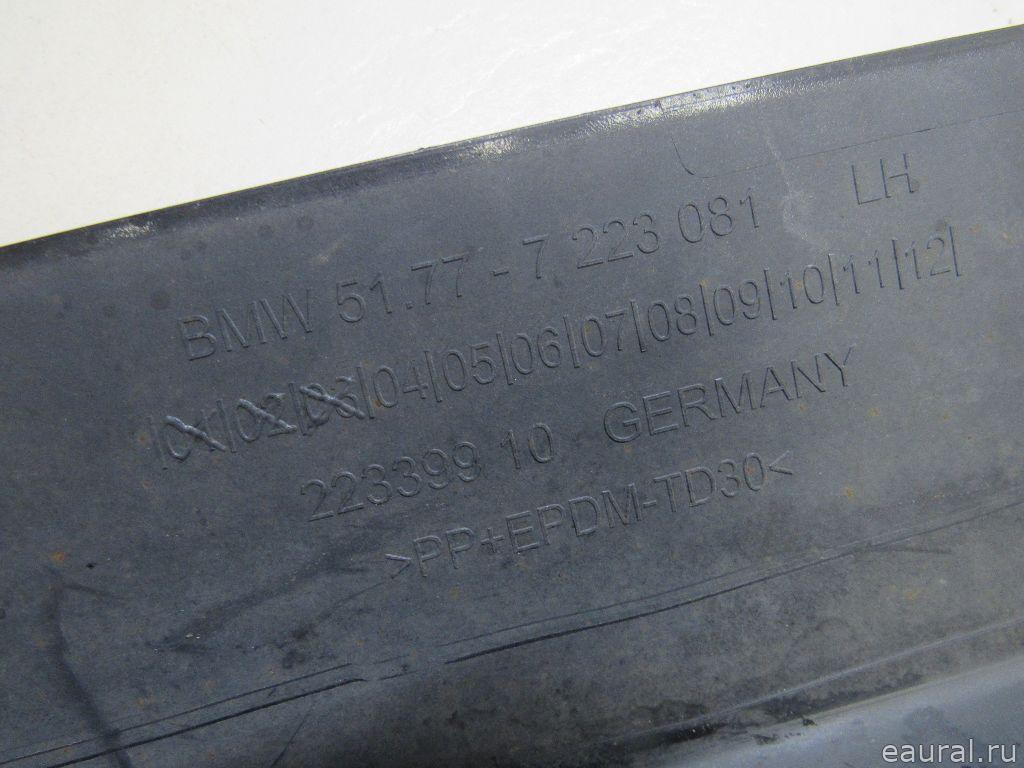 BMW 51.77 - 7 223 081 LH
|01|02|03|04|05|06|07|08|09|10|11|12|
223399 10 GERMANY
>PP+EPDM-TD30<
eaural.ru